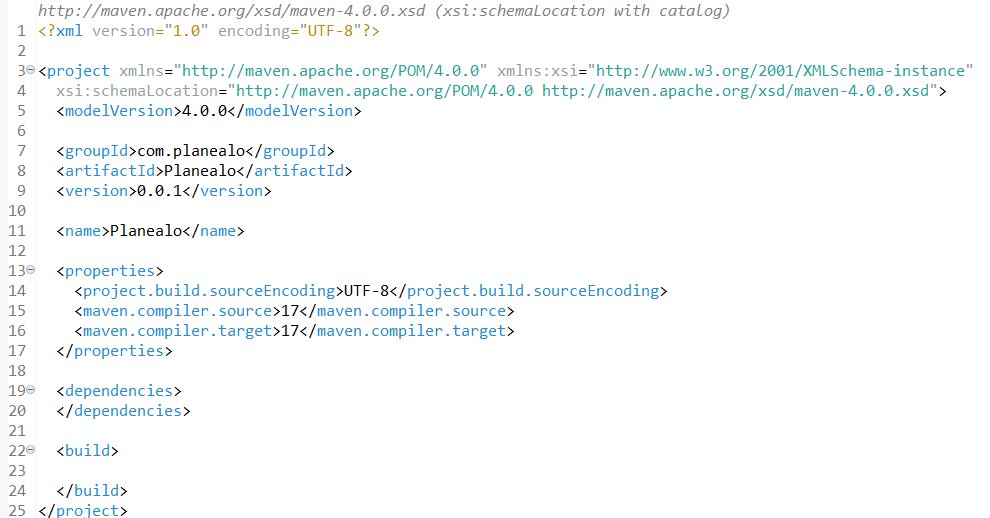 http://maven.apache.org/xsd/maven-4.0.0.xsd (xsi:schemaLocation with catalog)
1 <?xml version="1.0" encoding="UTF-8"?>
2
3 <project xmlns="http://maven.apache.org/POM/4.0.0" xmlns:xsi="http://www.w3.org/2001/XMLSchema-instance"
4 xsi:schemaLocation="http://maven.apache.org/POM/4.0.0 http://maven.apache.org/xsd/maven-4.0.0.xsd">
5 <modelVersion>4.0.0</modelVersion>
6
7 <groupId>com.planealo</groupId>
8 <artifactId>Planealo</artifactId>
9 <version>0.0.1</version>
10
11 <name>Planealo</name>
12
13 <properties>
14 <project.build.sourceEncoding>UTF-8</project.build.sourceEncoding>
15 <maven.compiler.source>17</maven.compiler.source>
16 <maven.compiler.target>17</maven.compiler.target>
17 </properties>
18
19 <dependencies>
20 </dependencies>
21
22 <build>
23
24 </build>
25 </project>